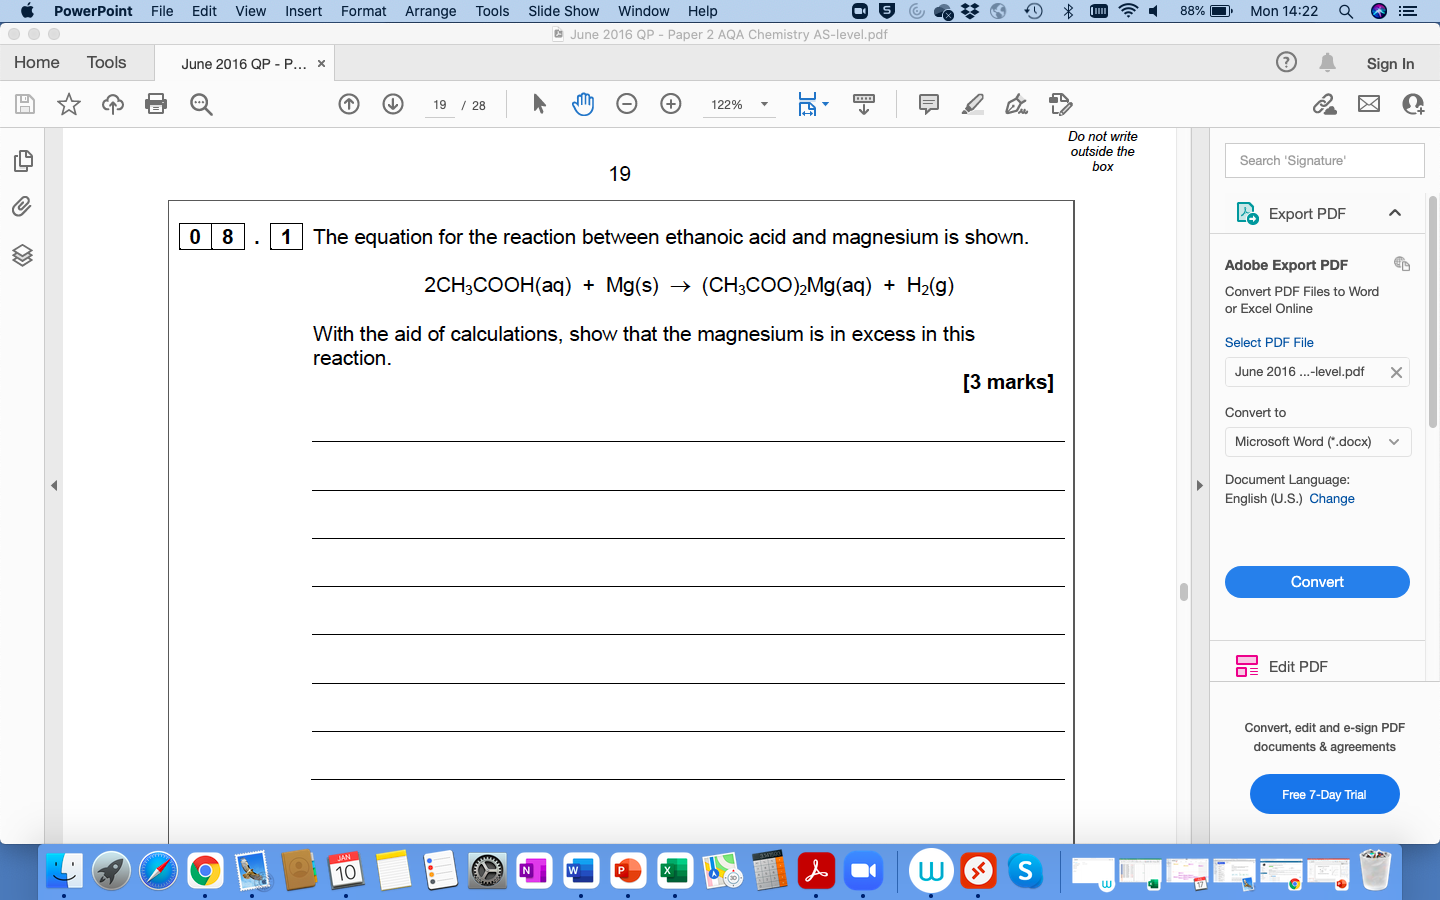 PowerPoint File Edit View Insert Format Arrange Tools Slide Show Window Help 88% Mon 14:22
June 2016 QP - Paper 2 AQA Chemistry AS-level.pdf
Home Tools June 2016 QP - P... × Sign In
19 / 28 122%
Do not write
outside the
box
19
0 8 . 1 The equation for the reaction between ethanoic acid and magnesium is shown.
2CH₃COOH(aq) + Mg(s) → (CH₃COO)₂Mg(aq) + H₂(g)
With the aid of calculations, show that the magnesium is in excess in this
reaction.
[3 marks]
Search 'Signature'
Export PDF
Adobe Export PDF
Convert PDF Files to Word
or Excel Online
Select PDF File
June 2016 ...-level.pdf
Convert to
Microsoft Word (*.docx)
Document Language:
English (U.S.) Change
Convert
Edit PDF
Convert, edit and e-sign PDF
documents & agreements
Free 7-Day Trial
JAN
10
N W P X W S
17